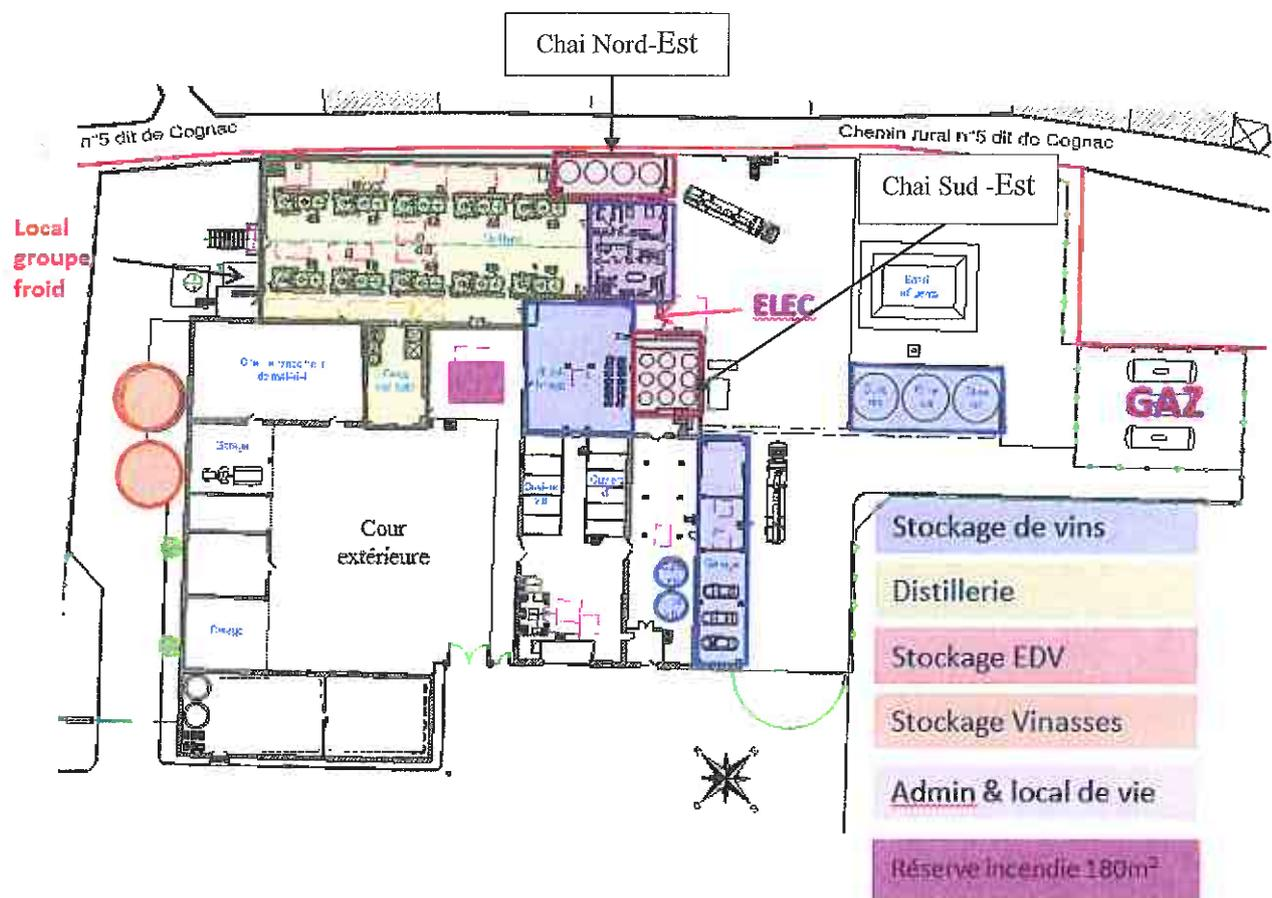 Chai Nord-Est
n°5 dit de Cognac
Chemin rural n°5 dit de Cognac
Chai Sud -Est
Local
groupe
froid
ELEC
GAZ
Garage
Cour
extérieure
Garage
Stockage de vins
Distillerie
Stockage EDV
Stockage Vinasses
Admin & local de vie
Réserve incendie 180m²